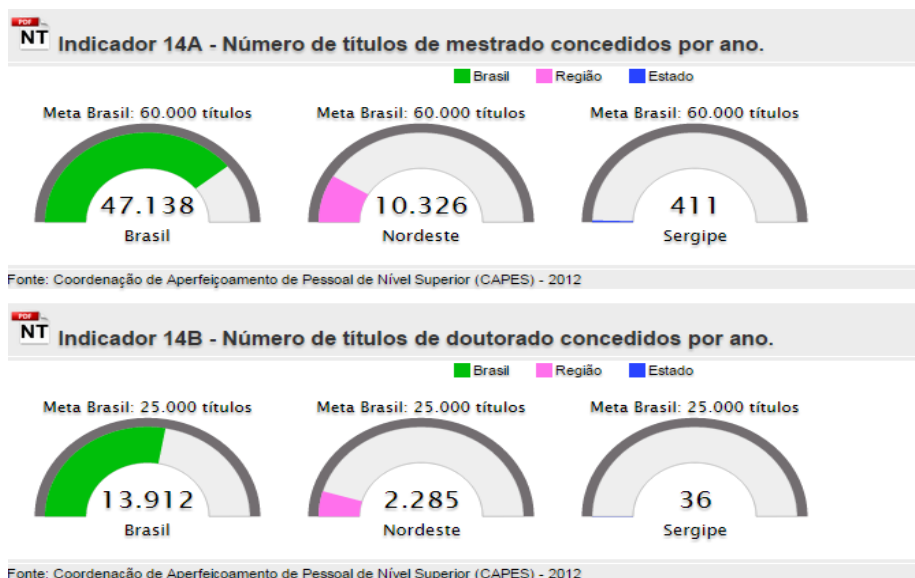 PDF
NT Indicador 14A - Número de títulos de mestrado concedidos por ano.
Brasil Região Estado
Meta Brasil: 60.000 títulos Meta Brasil: 60.000 títulos Meta Brasil: 60.000 títulos
47.138 10.326 411
Brasil Nordeste Sergipe
Fonte: Coordenação de Aperfeiçoamento de Pessoal de Nível Superior (CAPES) - 2012
PDF
NT Indicador 14B - Número de títulos de doutorado concedidos por ano.
Brasil Região Estado
Meta Brasil: 25.000 títulos Meta Brasil: 25.000 títulos Meta Brasil: 25.000 títulos
13.912 2.285 36
Brasil Nordeste Sergipe
Fonte: Coordenação de Aperfeiçoamento de Pessoal de Nível Superior (CAPES) - 2012